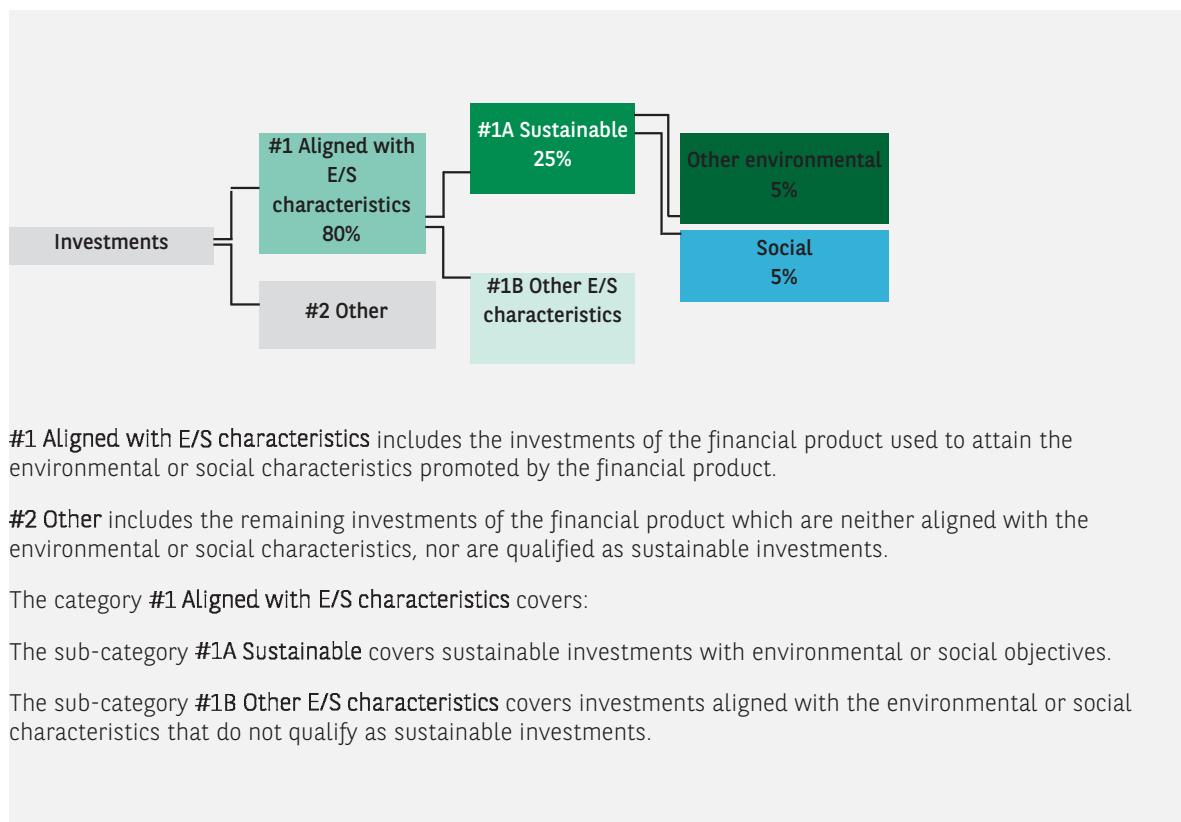 #1A Sustainable
25%
#1 Aligned with
E/S
characteristics
80%
Other environmental
5%
Investments
Social
5%
#2 Other
#1B Other E/S
characteristics
#1 Aligned with E/S characteristics includes the investments of the financial product used to attain the
environmental or social characteristics promoted by the financial product.
#2 Other includes the remaining investments of the financial product which are neither aligned with the
environmental or social characteristics, nor are qualified as sustainable investments.
The category #1 Aligned with E/S characteristics covers:
The sub-category #1A Sustainable covers sustainable investments with environmental or social objectives.
The sub-category #1B Other E/S characteristics covers investments aligned with the environmental or social
characteristics that do not qualify as sustainable investments.